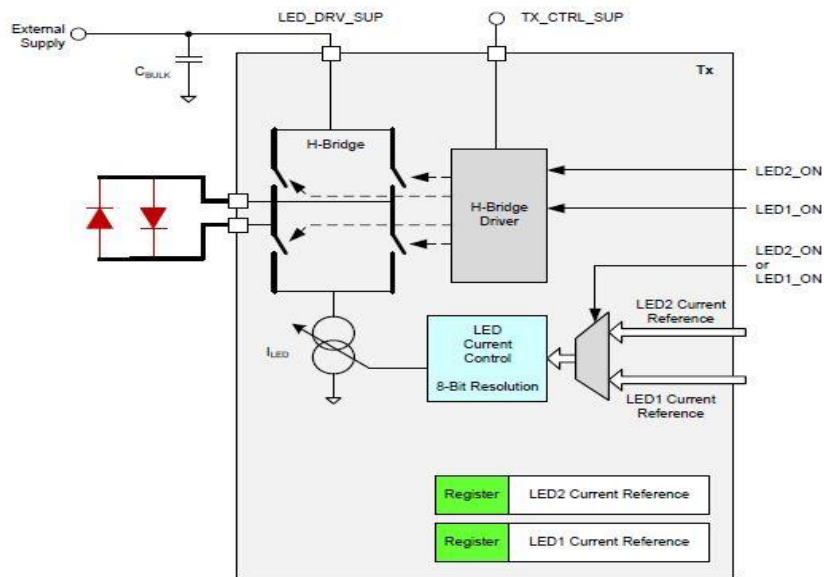 External
Supply
LED_DRV_SUP
TX_CTRL_SUP
CBULK
Tx
H-Bridge
H-Bridge
Driver
LED2_ON
LED1_ON
LED2_ON
or
LED1_ON
LED2 Current
Reference
ILED
LED
Current
Control
8-Bit Resolution
LED1 Current
Reference
Register
LED2 Current Reference
Register
LED1 Current Reference